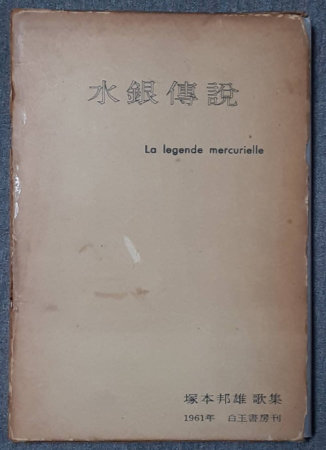 水銀傳說
La legende mercurielle
塚本邦雄 歌集
1961年 白玉書房刊